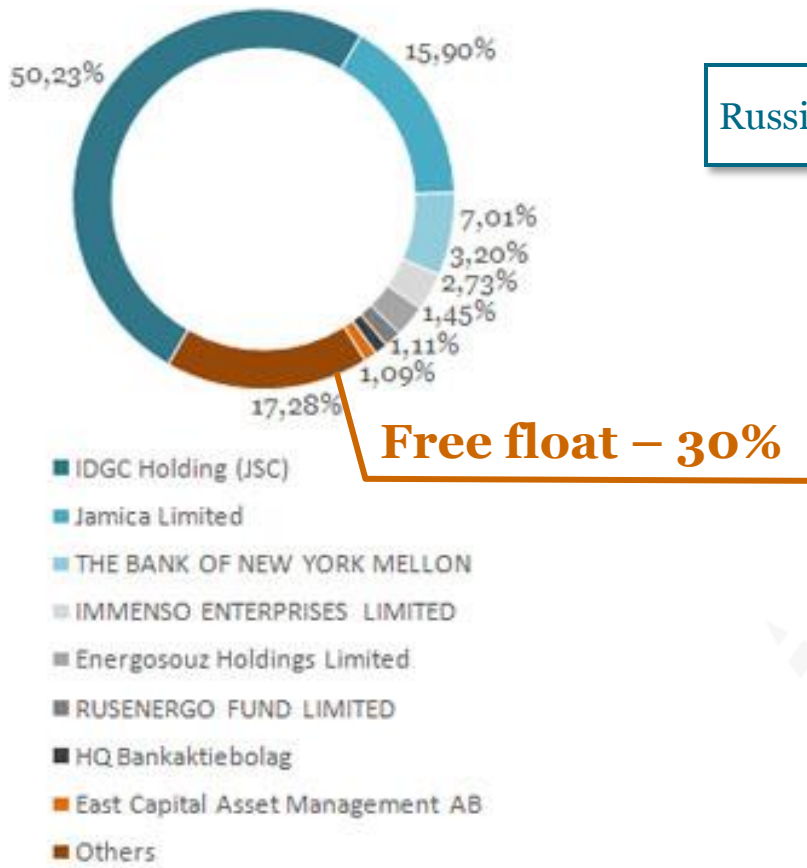 50,23%
15,90%
Russi
7,01%
3,20%
2,73%
1,45%
1,11%
1,09%
17,28%
Free float – 30%
IDGC Holding (JSC)
Jamica Limited
THE BANK OF NEW YORK MELLON
IMMENSO ENTERPRISES LIMITED
Energosouz Holdings Limited
RUSENERGO FUND LIMITED
HQ Bankaktiebolag
East Capital Asset Management AB
Others